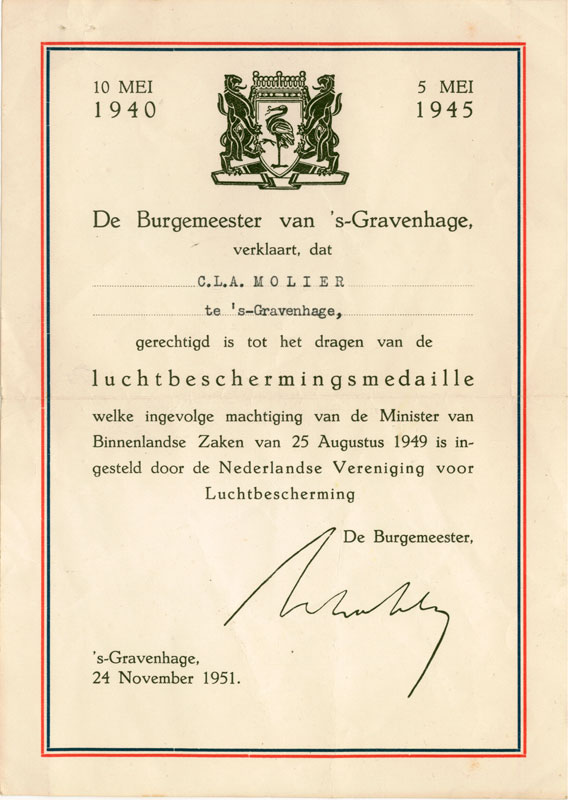 10 MEI
1940
5 MEI
1945
De Burgemeester van 's-Gravenhage,
verklaart, dat
C.L.A. MOLIER
te 's-Gravenhage,
gerechtigd is tot het dragen van de
luchtbeschermingsmedaille
welke ingevolge machtiging van de Minister van
Binnenlandse Zaken van 25 Augustus 1949 is in-
gesteld door de Nederlandse Vereniging voor
Luchtbescherming
De Burgemeester,
's-Gravenhage,
24 November 1951.